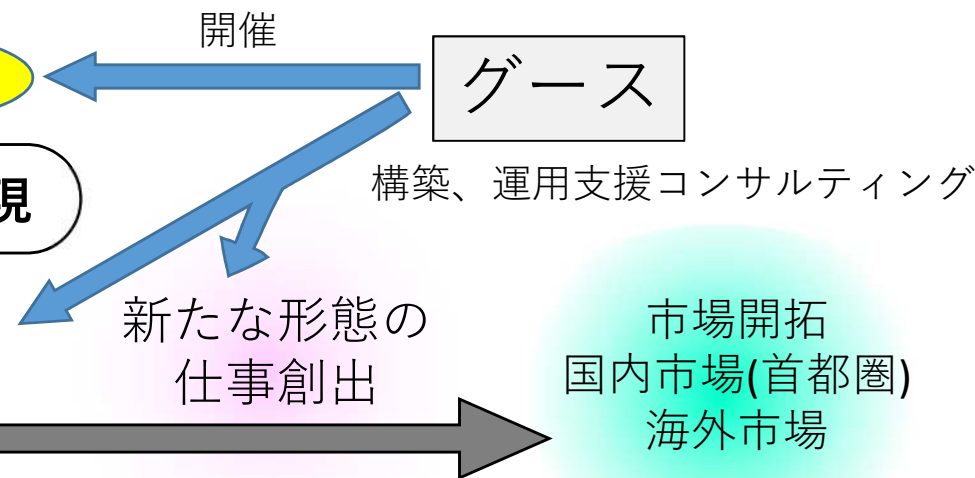 開催
グース
構築、運用支援コンサルティング
現
新たな形態の
仕事創出
市場開拓
国内市場(首都圏)
海外市場